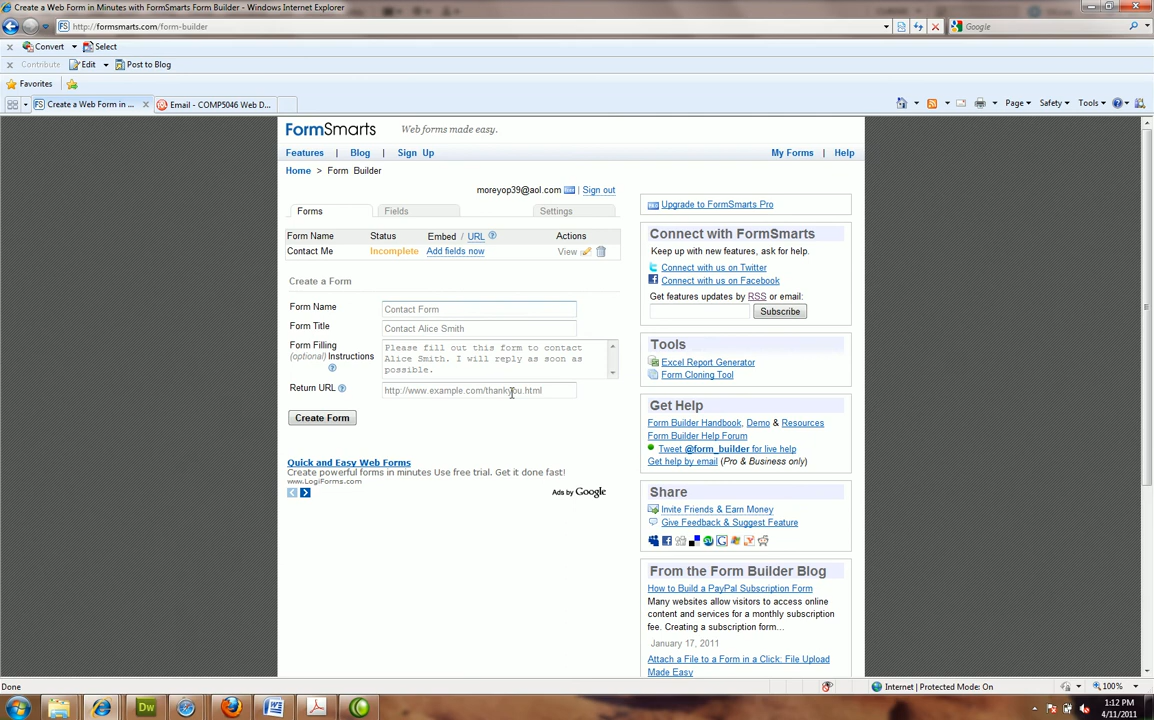 Create a Web Form in Minutes with FormSmarts Form Builder - Windows Internet Explorer
http://formsmarts.com/form-builder
Google
Convert Select
Contribute Edit Post to Blog
Favorites
Create a Web Form in ... Email - COMP5046 Web D...
Page Safety Tools
FormSmarts Web forms made easy.
Features | Blog | Sign Up My Forms | Help
Home > Form Builder
moreyop39@aol.com | Sign out
Forms Fields Settings
Form Name Status Embed / URL Actions
Contact Me Incomplete Add fields now View
Create a Form
Form Name Contact Form
Form Title Contact Alice Smith
Form Filling
(optional) Instructions
Please fill out this form to contact
Alice Smith. I will reply as soon as
possible.
Return URL http://www.example.com/thankyou.html
Create Form
Quick and Easy Web Forms
Create powerful forms in minutes Use free trial. Get it done fast!
www.LogiForms.com
Ads by Google
Upgrade to FormSmarts Pro
Connect with FormSmarts
Keep up with new features, ask for help.
Connect with us on Twitter
Connect with us on Facebook
Get features updates by RSS or email:
Subscribe
Tools
Excel Report Generator
Form Cloning Tool
Get Help
Form Builder Handbook, Demo & Resources
Form Builder Help Forum
Tweet @form_builder for live help
Get help by email (Pro & Business only)
Share
Invite Friends & Earn Money
Give Feedback & Suggest Feature
From the Form Builder Blog
How to Build a PayPal Subscription Form
Many websites allow visitors to access online
content and services for a monthly subscription
fee. Creating a subscription form...
January 17, 2011
Attach a File to a Form in a Click: File Upload
Made Easy
Done Internet | Protected Mode: On 100%
1:12 PM
4/11/2011